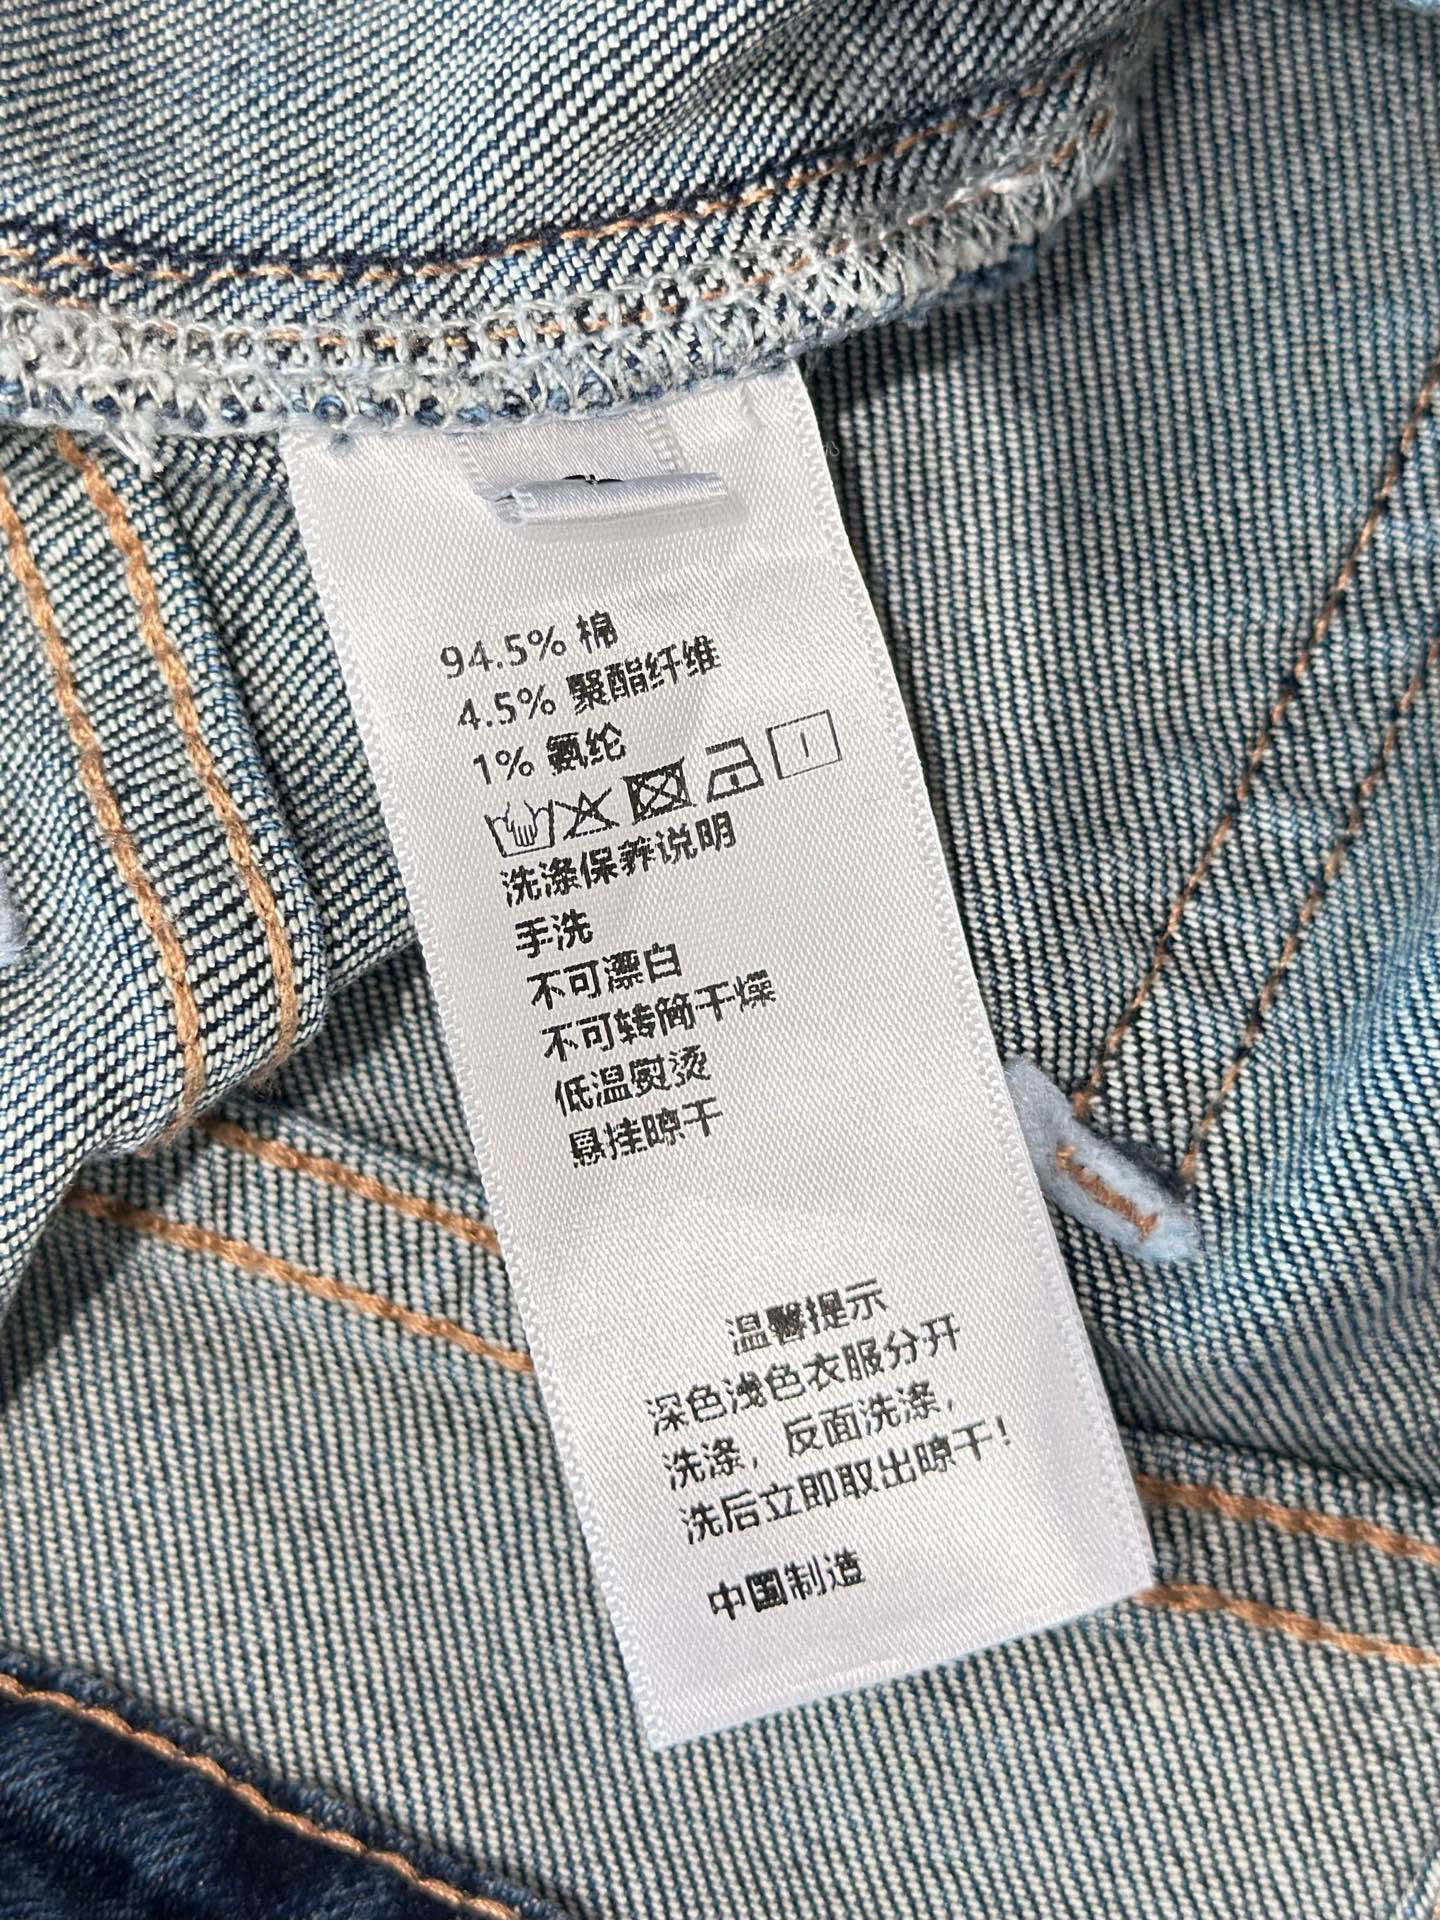 94.5% 棉
4.5% 聚酯纤维
1% 氨纶
洗涤保养说明
手洗
不可漂白
不可转筒干燥
低温熨烫
悬挂晾干
温馨提示
深色浅色衣服分开
洗涤，反面洗涤，
洗后立即取出晾干！
中国制造